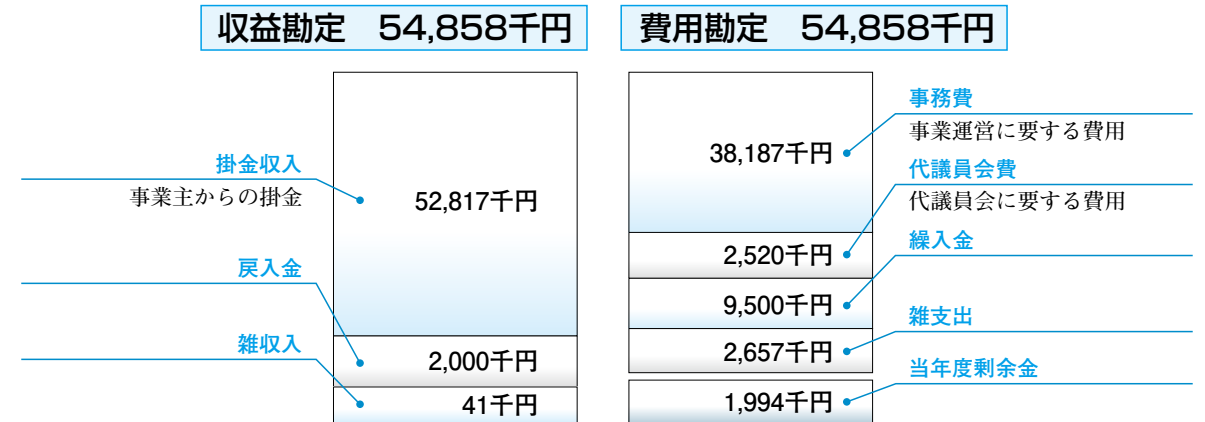 収益勘定　54,858千円
掛金収入
事業主からの掛金
52,817千円
戻入金
2,000千円
雑収入
41千円
費用勘定　54,858千円
事務費
事業運営に要する費用
38,187千円
代議員会費
代議員会に要する費用
2,520千円
繰入金
9,500千円
雑支出
2,657千円
当年度剰余金
1,994千円